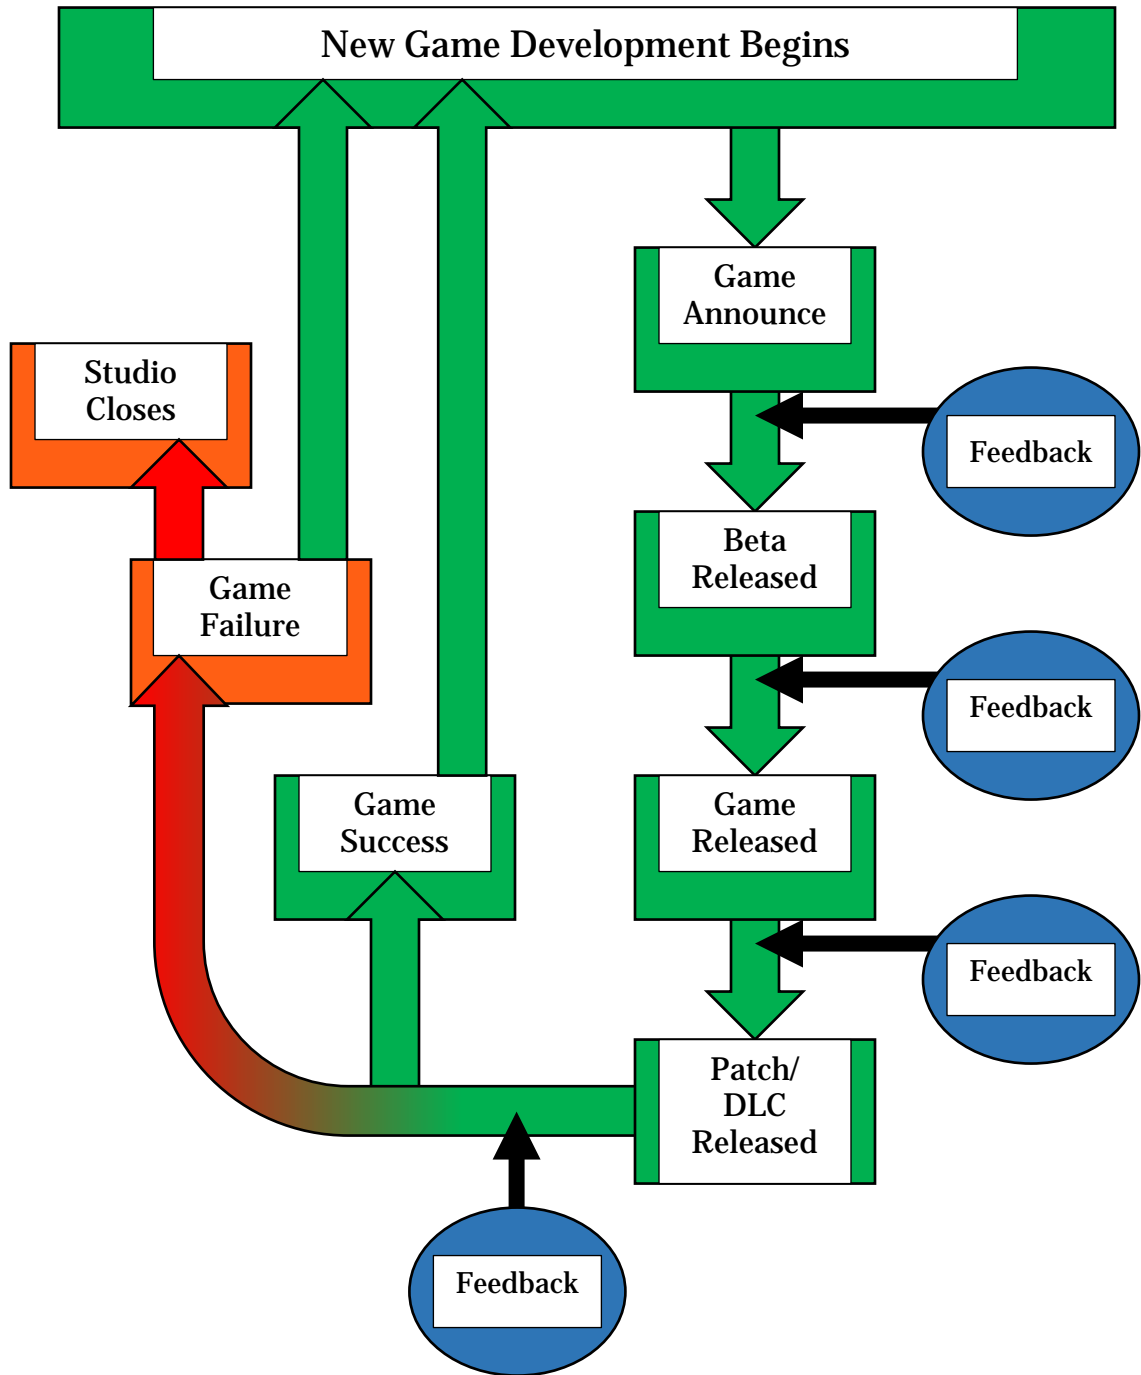 New Game Development Begins
Game
Announce
Studio
Closes
Feedback
Beta
Released
Game
Failure
Feedback
Game
Success
Game
Released
Feedback
Patch/
DLC
Released
Feedback